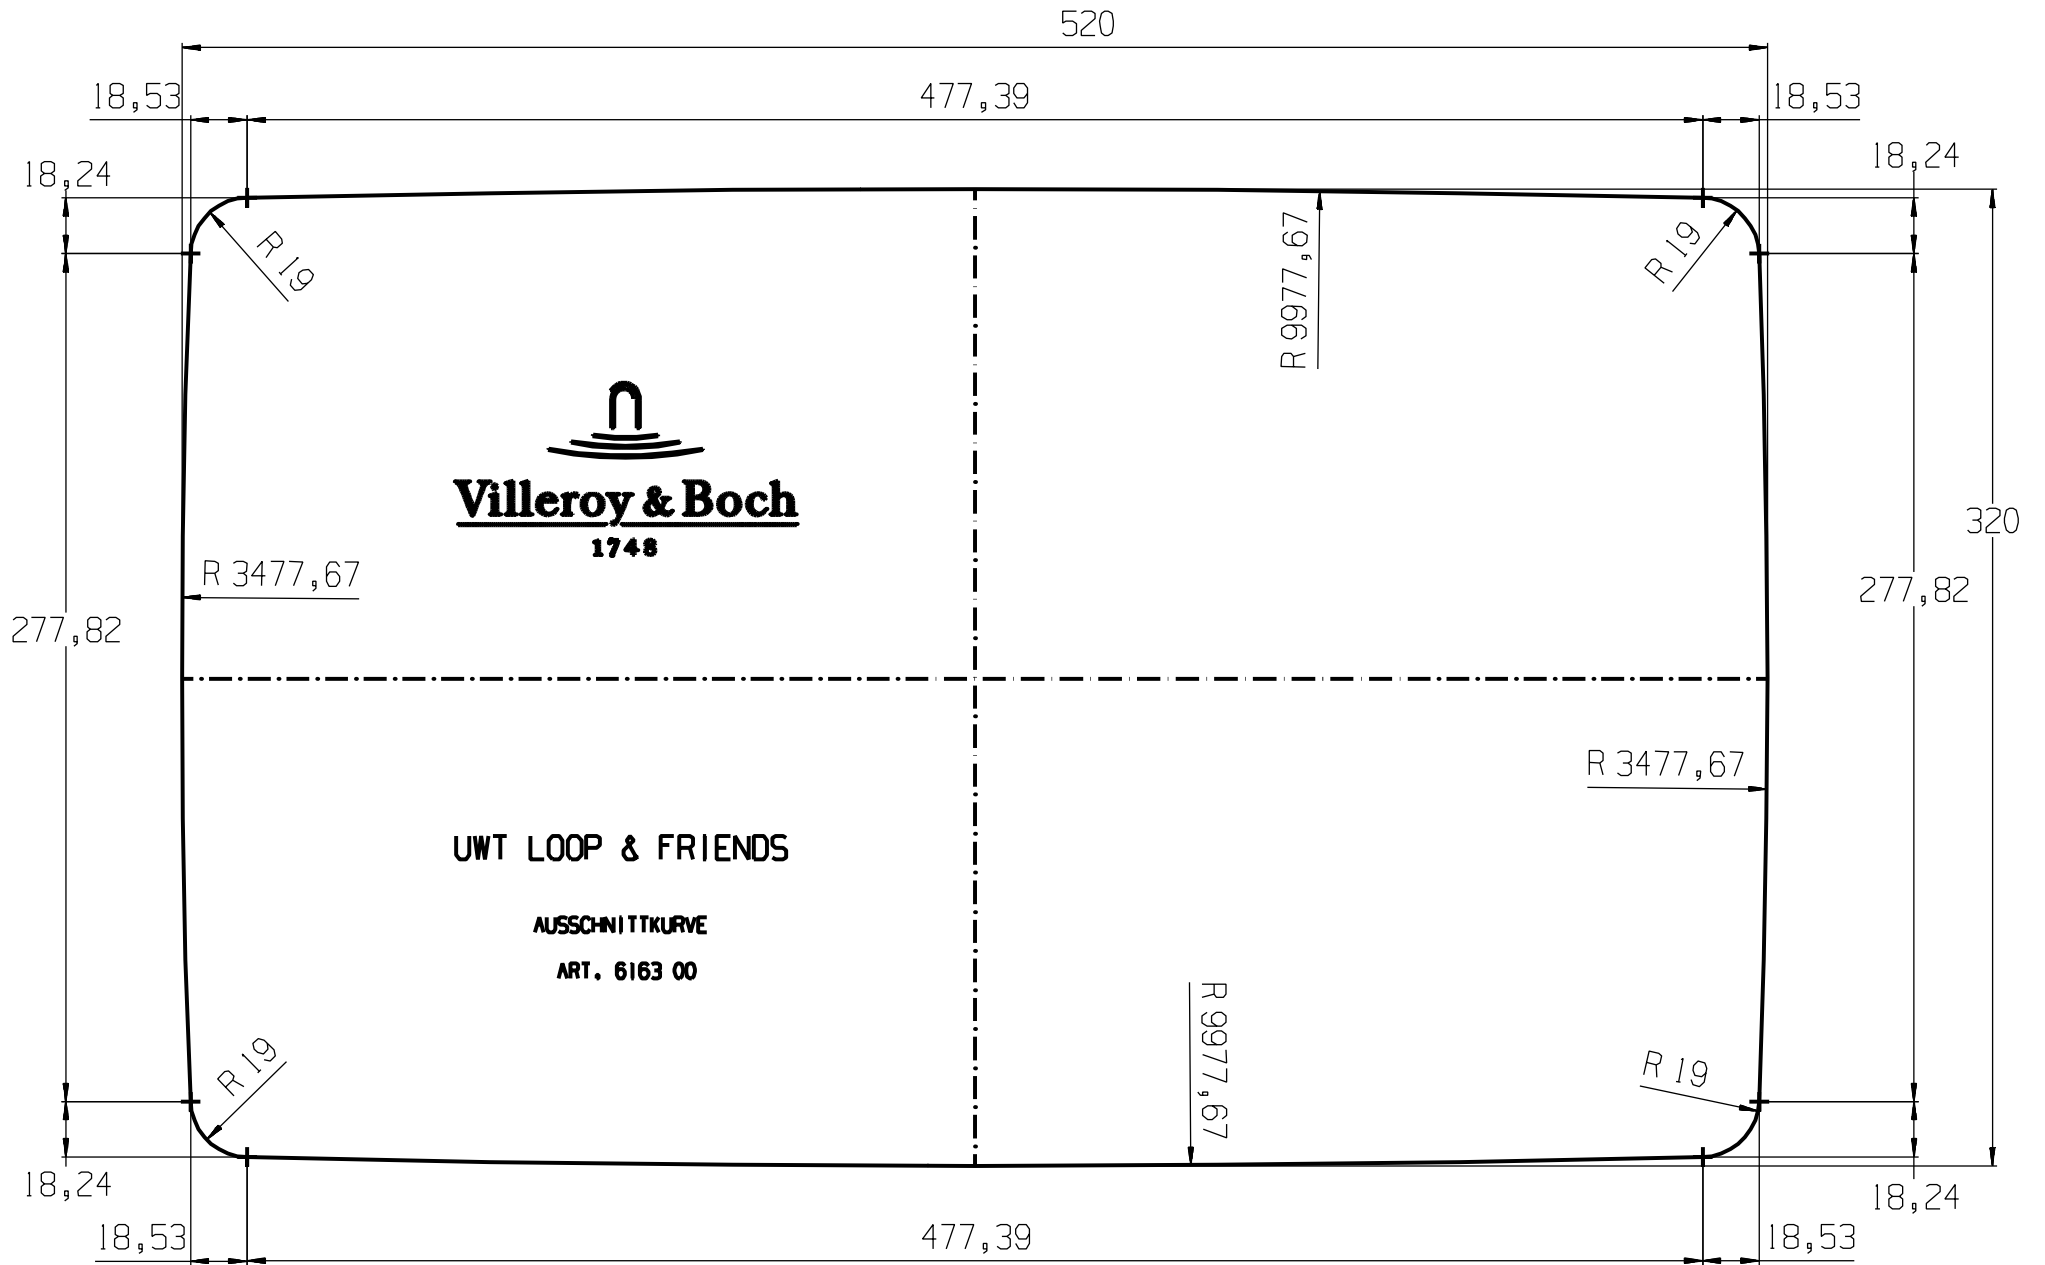 520
18,53
477,39
18,53
18,24
18,24
R 19
R 9977,67
R 19
Villeroy & Boch
1748
320
R 3477,67
277,82
277,82
R 3477,67
UWT LOOP & FRIENDS
AUSSCHNITTKURVE
ART. 6163 00
R 9977,67
R 19
R 19
18,24
18,24
18,53
477,39
18,53